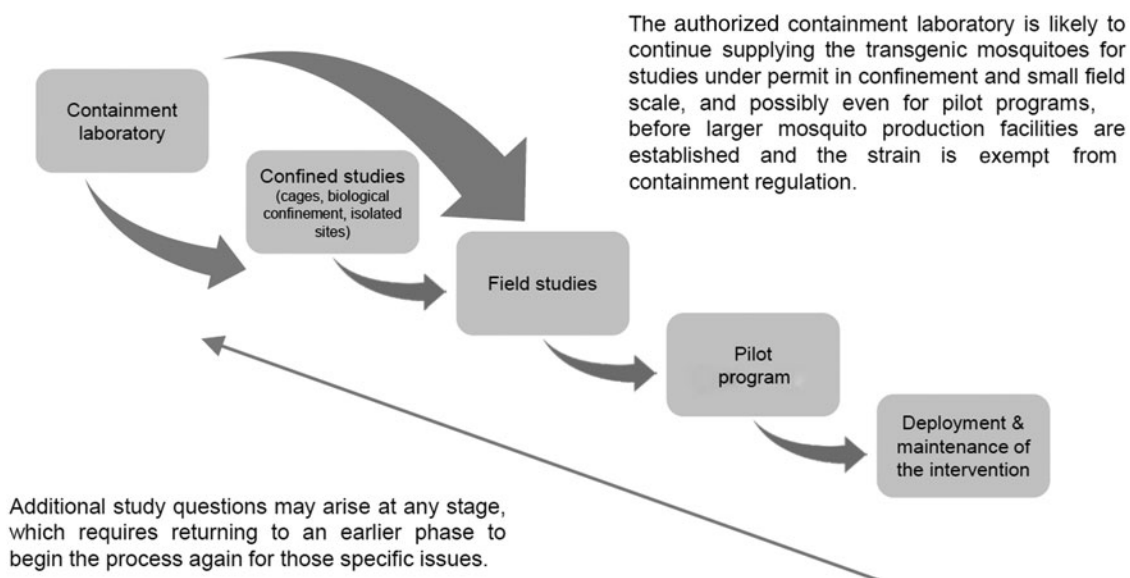 The authorized containment laboratory is likely to
continue supplying the transgenic mosquitoes for
studies under permit in confinement and small field
scale, and possibly even for pilot programs,
before larger mosquito production facilities are
established and the strain is exempt from
containment regulation.
Containment
laboratory
Confined studies
(cages, biological
confinement, isolated
sites)
Field studies
Pilot
program
Deployment &
maintenance of
the intervention
Additional study questions may arise at any stage,
which requires returning to an earlier phase to
begin the process again for those specific issues.